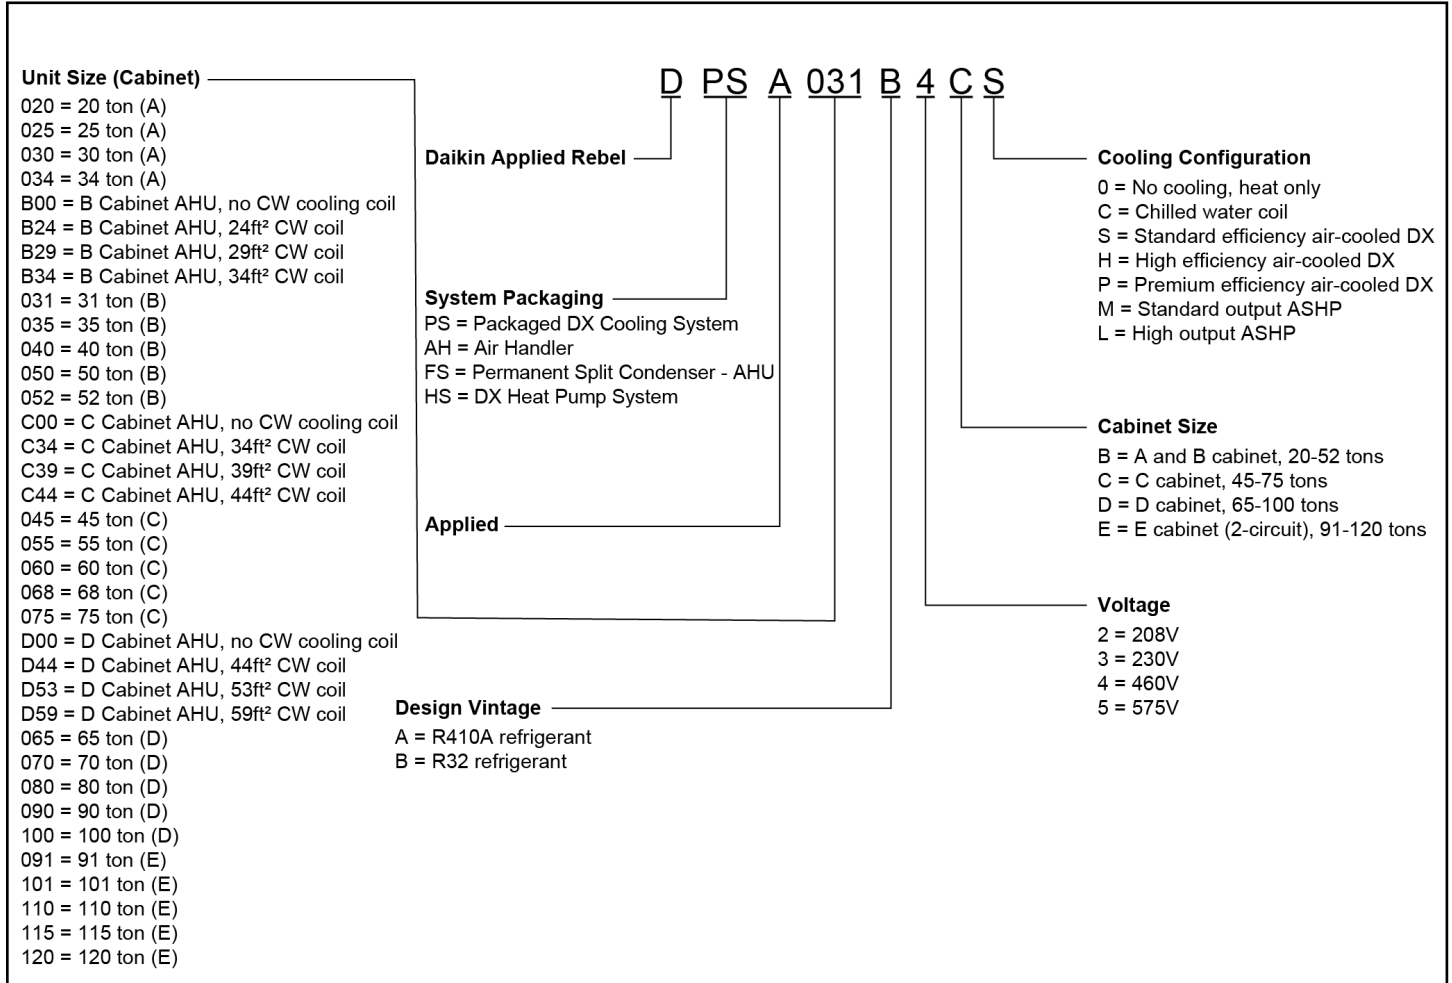 D PS A 031 B 4 C S
Unit Size (Cabinet)
020 = 20 ton (A)
025 = 25 ton (A)
030 = 30 ton (A)
034 = 34 ton (A)
B00 = B Cabinet AHU, no CW cooling coil
B24 = B Cabinet AHU, 24ft² CW coil
B29 = B Cabinet AHU, 29ft² CW coil
B34 = B Cabinet AHU, 34ft² CW coil
031 = 31 ton (B)
035 = 35 ton (B)
040 = 40 ton (B)
050 = 50 ton (B)
052 = 52 ton (B)
C00 = C Cabinet AHU, no CW cooling coil
C34 = C Cabinet AHU, 34ft² CW coil
C39 = C Cabinet AHU, 39ft² CW coil
C44 = C Cabinet AHU, 44ft² CW coil
045 = 45 ton (C)
055 = 55 ton (C)
060 = 60 ton (C)
068 = 68 ton (C)
075 = 75 ton (C)
D00 = D Cabinet AHU, no CW cooling coil
D44 = D Cabinet AHU, 44ft² CW coil
D53 = D Cabinet AHU, 53ft² CW coil
D59 = D Cabinet AHU, 59ft² CW coil
065 = 65 ton (D)
070 = 70 ton (D)
080 = 80 ton (D)
090 = 90 ton (D)
100 = 100 ton (D)
091 = 91 ton (E)
101 = 101 ton (E)
110 = 110 ton (E)
115 = 115 ton (E)
120 = 120 ton (E)
Daikin Applied Rebel
System Packaging
PS = Packaged DX Cooling System
AH = Air Handler
FS = Permanent Split Condenser - AHU
HS = DX Heat Pump System
Applied
Design Vintage
A = R410A refrigerant
B = R32 refrigerant
Cooling Configuration
0 = No cooling, heat only
C = Chilled water coil
S = Standard efficiency air-cooled DX
H = High efficiency air-cooled DX
P = Premium efficiency air-cooled DX
M = Standard output ASHP
L = High output ASHP
Cabinet Size
B = A and B cabinet, 20-52 tons
C = C cabinet, 45-75 tons
D = D cabinet, 65-100 tons
E = E cabinet (2-circuit), 91-120 tons
Voltage
2 = 208V
3 = 230V
4 = 460V
5 = 575V